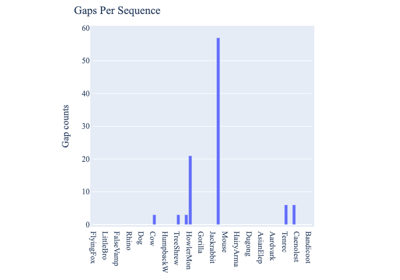 Gaps Per Sequence
Gap counts
60
50
40
30
20
10
0
FlyingFox
LittleBro
FalseVamp
Rhino
Dog
Cow
HumpbackW
TreeShrew
HowlerMon
Gorilla
Jackrabbit
Mouse
HairyArma
Dugong
AsianElep
Aardvark
Tenrec
Caenolest
Bandicoot